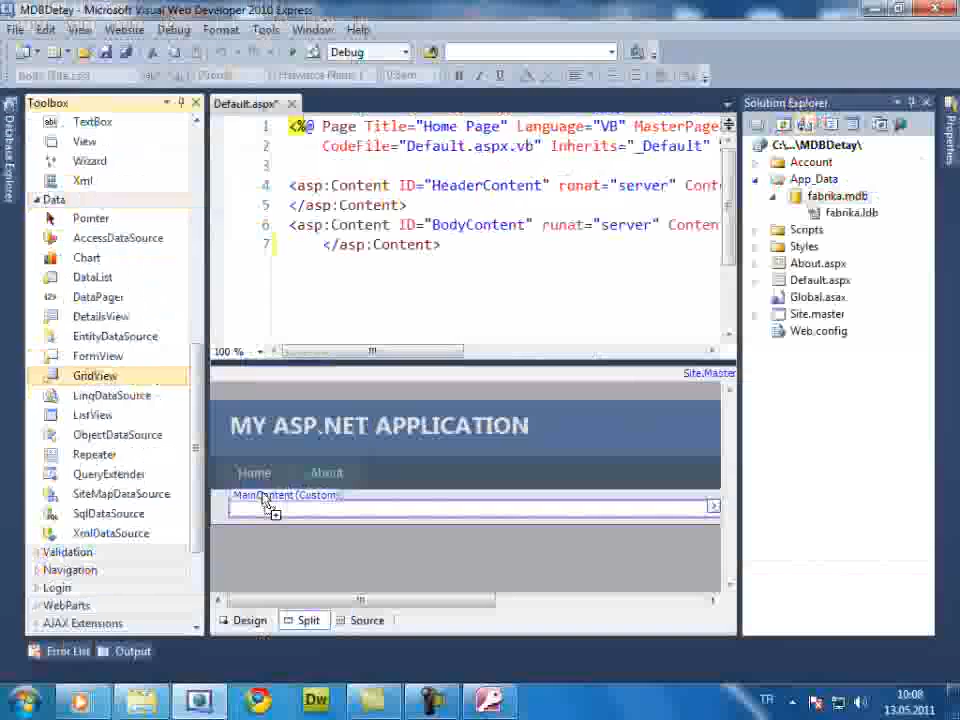 MDBDetay - Microsoft Visual Web Developer 2010 Express
File Edit View Website Debug Format Tools Window Help
Debug
Toolbox
TextBox
View
Wizard
Xml
Data
Pointer
AccessDataSource
Chart
DataList
DataPager
DetailsView
EntityDataSource
FormView
GridView
LinqDataSource
ListView
ObjectDataSource
Repeater
QueryExtender
SiteMapDataSource
SqlDataSource
XmlDataSource
Validation
Navigation
Login
WebParts
AJAX Extensions
Database Explorer
Default.aspx*
1 <%@ Page Title="Home Page" Language="VB" MasterPage
2 CodeFile="Default.aspx.vb" Inherits="_Default" "
4 <asp:Content ID="HeaderContent" runat="server" Cont
5 </asp:Content>
6 <asp:Content ID="BodyContent" runat="server" Conten
7 </asp:Content>
100 %
Site.Master
MY ASP.NET APPLICATION
Home About
MainContent (Custom)
Design Split Source
Solution Explorer
C:\...\MDBDetay\
Account
App_Data
fabrika.mdb
fabrika.ldb
Scripts
Styles
About.aspx
Default.aspx
Global.asax
Site.master
Web.config
Properties
Error List Output
Dw
TR
10:08
13.05.2011